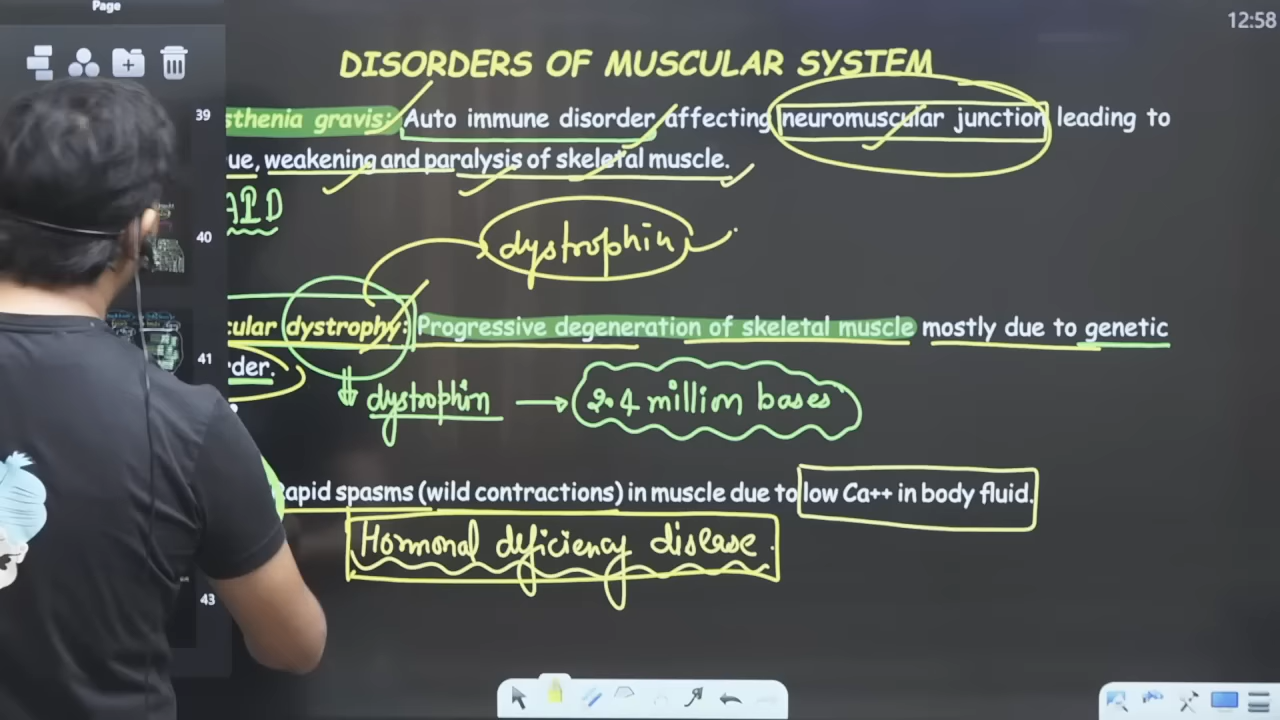 Page
12:58
DISORDERS OF MUSCULAR SYSTEM
39
sthenia gravis: Auto immune disorder affecting neuromuscular junction leading to
ue, weakening and paralysis of skeletal muscle.
AID
40
dystrophin
cular dystrophy: Progressive degeneration of skeletal muscle mostly due to genetic
41
rder.
dystrophin → 2.4 million bases
apid spasms (wild contractions) in muscle due to low Ca++ in body fluid.
Hormonal deficiency disease.
43